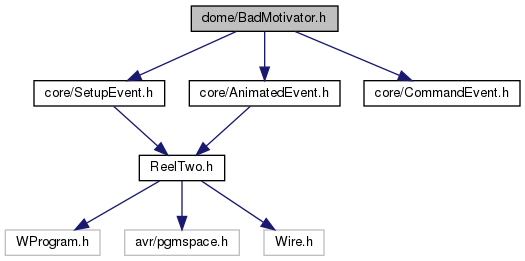 dome/BadMotivator.h
core/SetupEvent.h
core/AnimatedEvent.h
core/CommandEvent.h
ReelTwo.h
WProgram.h
avr/pgmspace.h
Wire.h